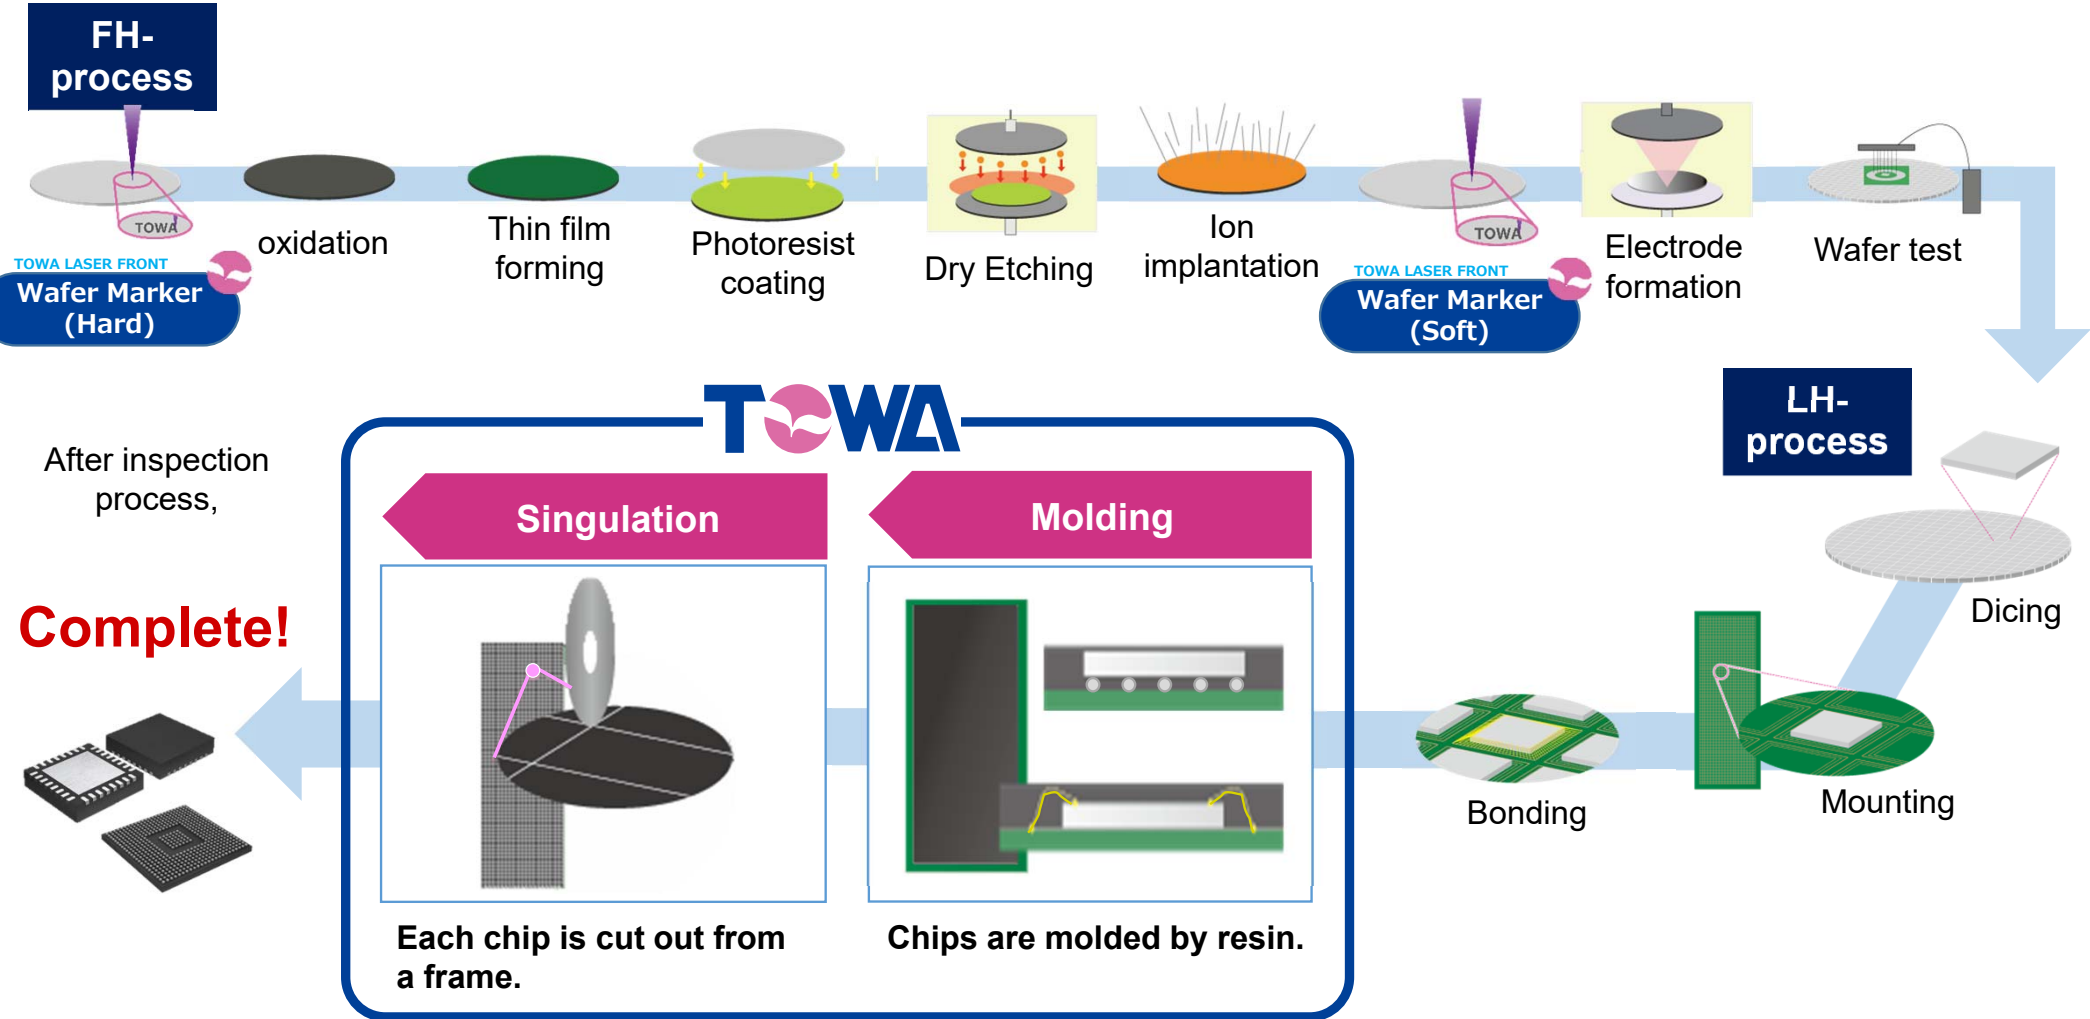 FH-
process
TOWA
TOWA LASER FRONT
Wafer Marker
(Hard)
oxidation
Thin film
forming
Photoresist
coating
Dry Etching
Ion
implantation
TOWA
TOWA LASER FRONT
Wafer Marker
(Soft)
Electrode
formation
Wafer test
LH-
process
Dicing
Mounting
Bonding
TOWA
Molding
Chips are molded by resin.
Singulation
Each chip is cut out from
a frame.
After inspection
process,
Complete!